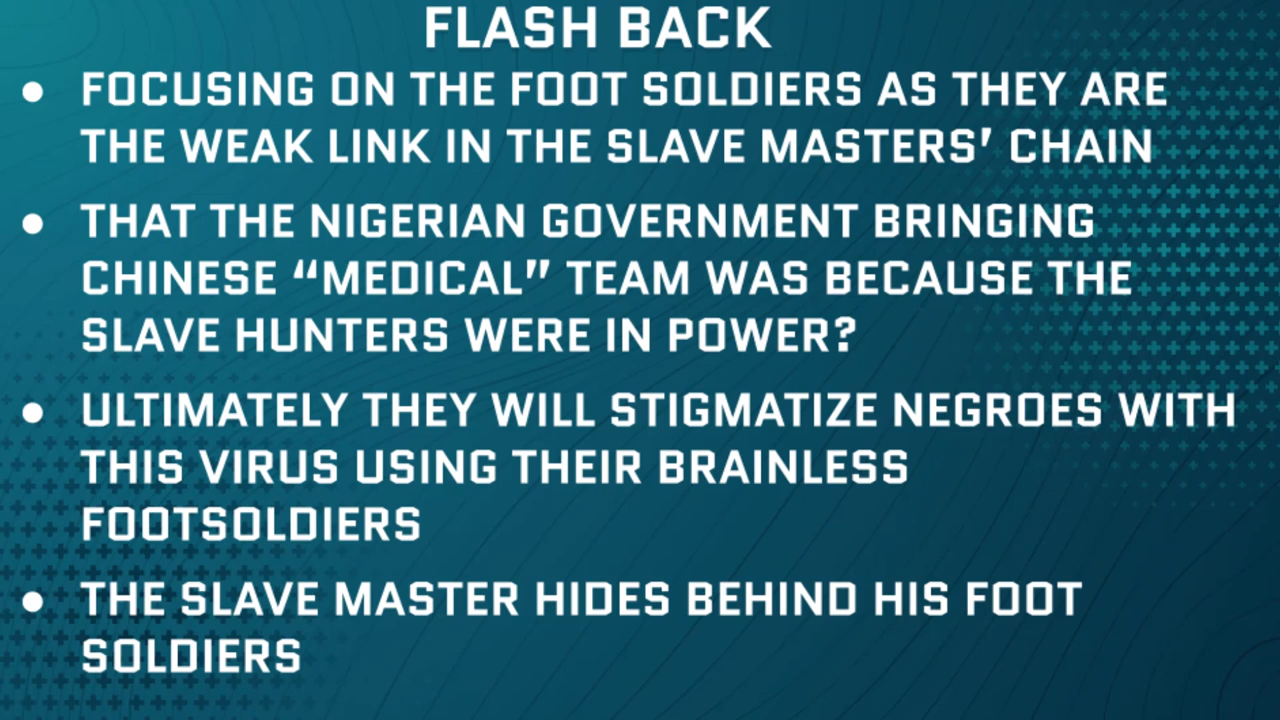 FLASH BACK
● FOCUSING ON THE FOOT SOLDIERS AS THEY ARE
THE WEAK LINK IN THE SLAVE MASTERS' CHAIN
● THAT THE NIGERIAN GOVERNMENT BRINGING
CHINESE “MEDICAL” TEAM WAS BECAUSE THE
SLAVE HUNTERS WERE IN POWER?
● ULTIMATELY THEY WILL STIGMATIZE NEGROES WITH
THIS VIRUS USING THEIR BRAINLESS
FOOTSOLDIERS
● THE SLAVE MASTER HIDES BEHIND HIS FOOT
SOLDIERS